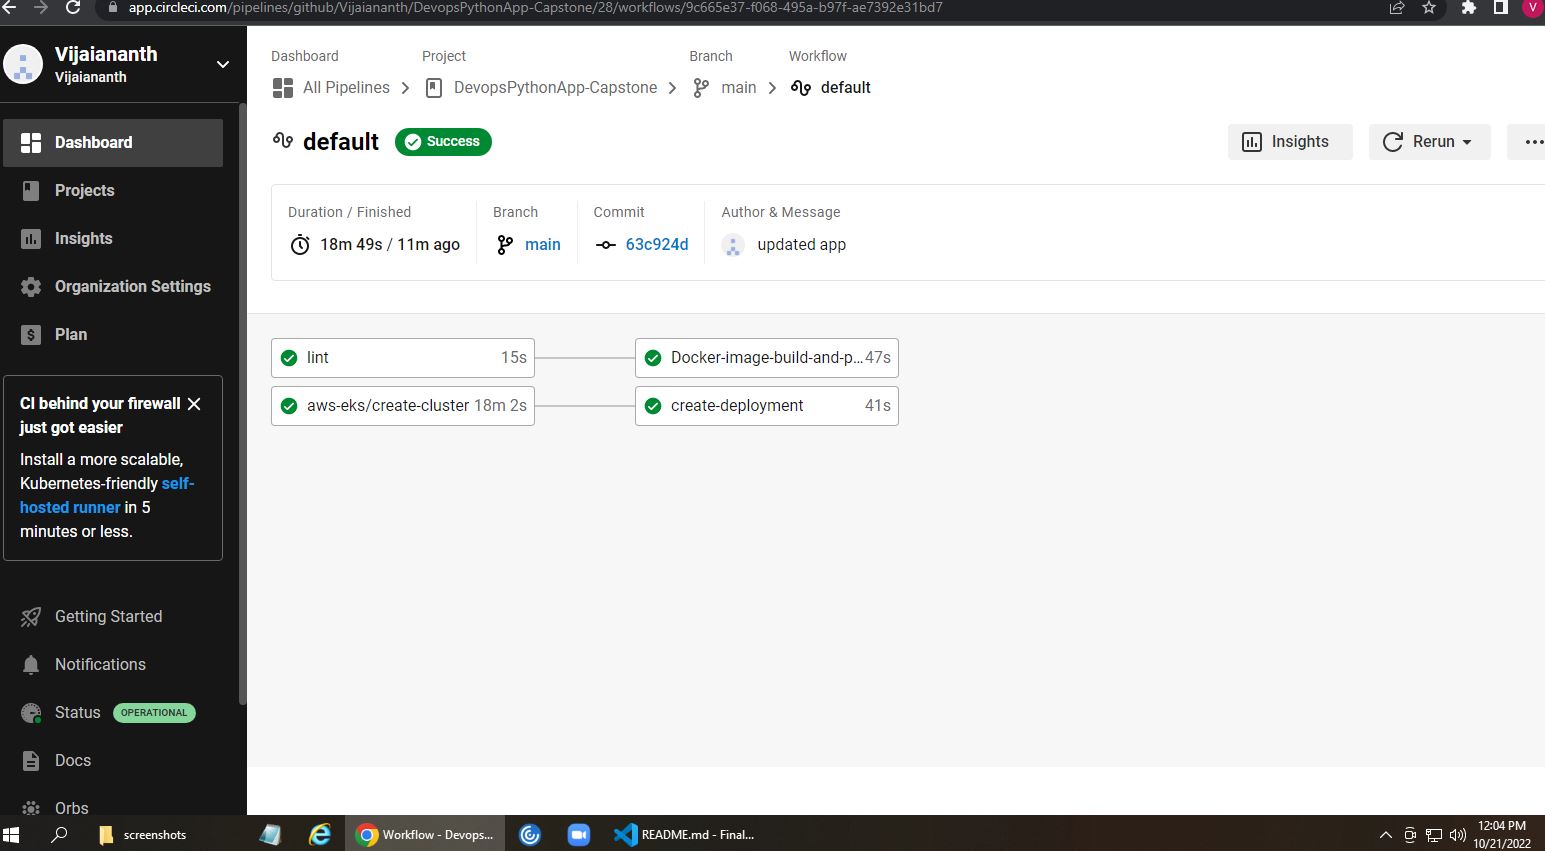 app.circleci.com/pipelines/github/Vijaiananth/DevopsPythonApp-Capstone/28/workflows/9c665e37-f068-495a-b97f-ae7392e31bd7
V
Vijaiananth
Vijaiananth
Dashboard
Projects
Insights
Organization Settings
Plan
CI behind your firewall
just got easier
Install a more scalable,
Kubernetes-friendly self-
hosted runner in 5
minutes or less.
Getting Started
Notifications
Status OPERATIONAL
Docs
Orbs
Dashboard Project Branch Workflow
All Pipelines DevopsPythonApp-Capstone main default
default Success
Insights Rerun
Duration / Finished Branch Commit Author & Message
18m 49s / 11m ago main 63c924d updated app
lint 15s Docker-image-build-and-p... 47s
aws-eks/create-cluster 18m 2s create-deployment 41s
screenshots Workflow - Devops... README.md - Final...
12:04 PM
10/21/2022